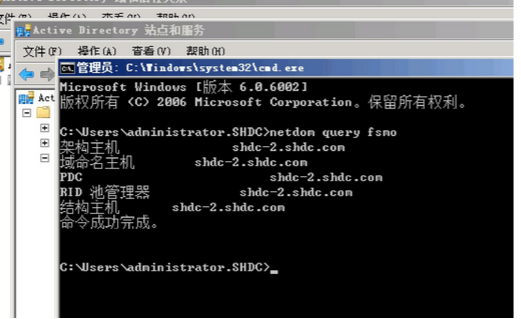 Active Directory 站点和服务
文件(F) 操作(A) 查看(V) 帮助(H)
管理员: C:\Windows\system32\cmd.exe
Act
Microsoft Windows [版本 6.0.6002]
版权所有 (C) 2006 Microsoft Corporation。保留所有权利。
C:\Users\administrator.SHDC>netdom query fsmo
架构主机 shdc-2.shdc.com
域命名主机 shdc-2.shdc.com
PDC shdc-2.shdc.com
RID 池管理器 shdc-2.shdc.com
结构主机 shdc-2.shdc.com
命令成功完成。
C:\Users\administrator.SHDC>_